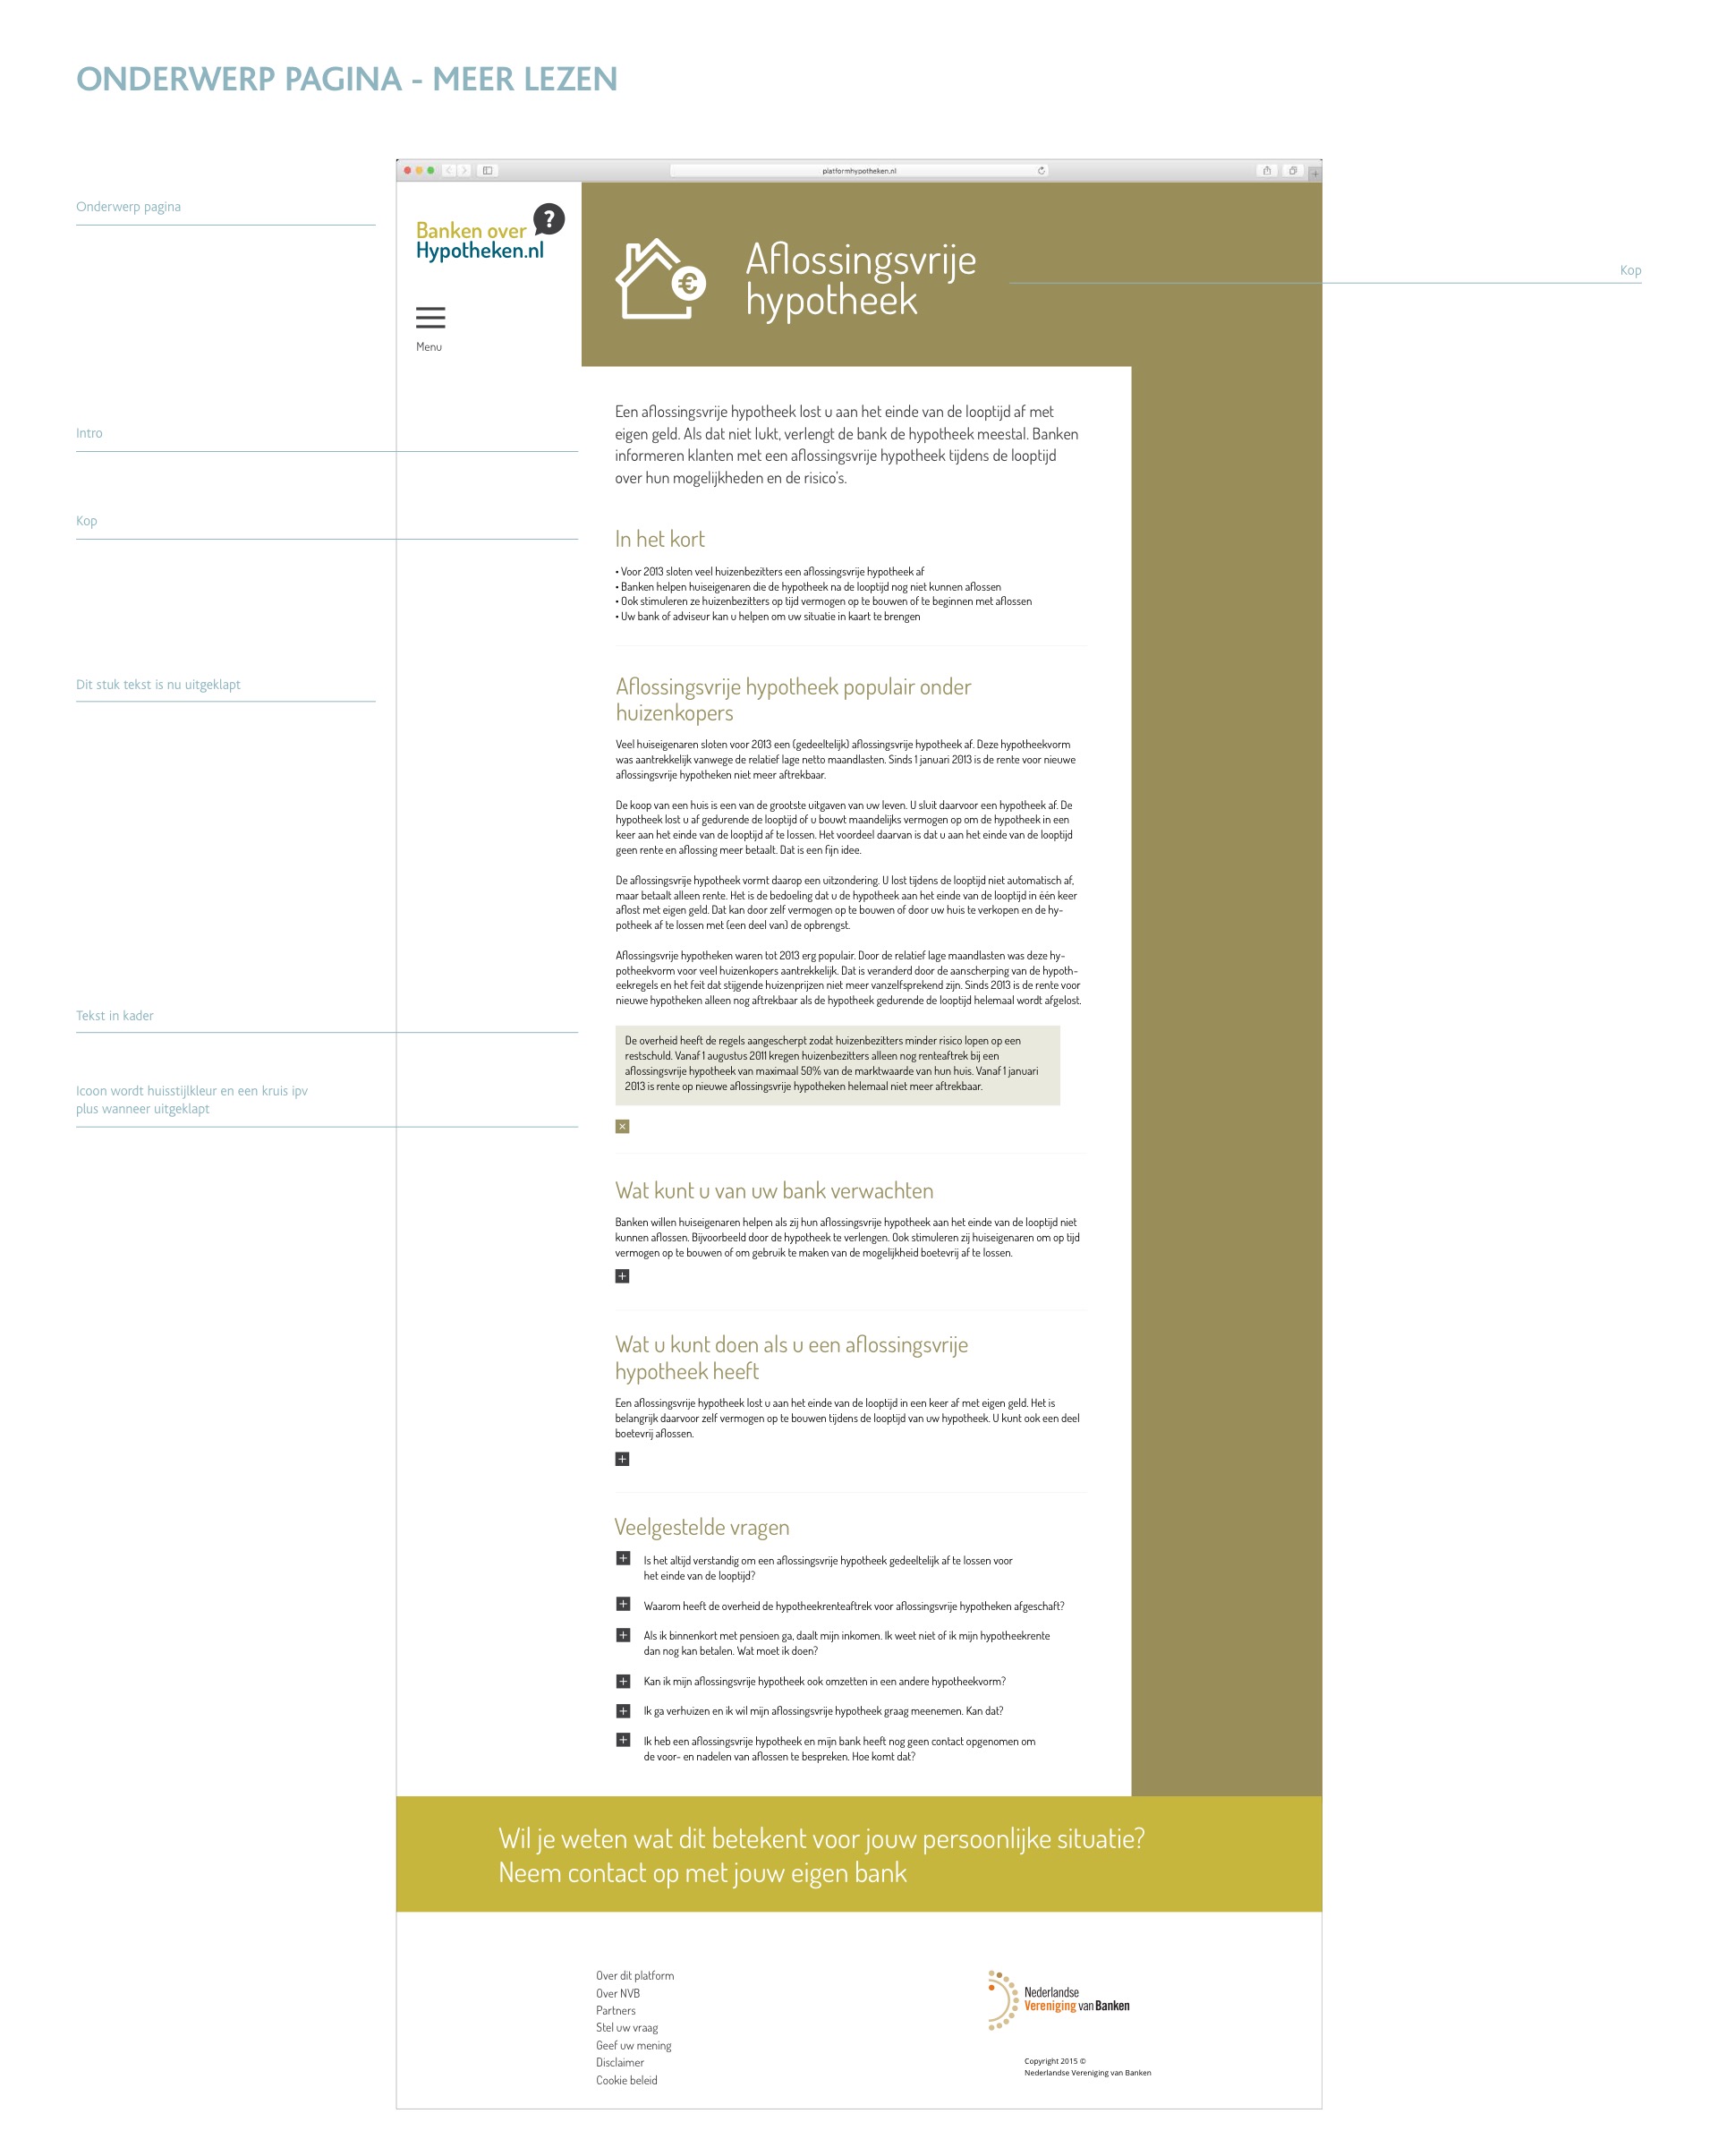 ONDERWERP PAGINA - MEER LEZEN
platformhypotheken.nl
Onderwerp pagina
Banken over
Hypotheken.nl
?
Menu
€
Aflossingsvrije
hypotheek
Kop
Intro
Een aflossingsvrije hypotheek lost u aan het einde van de looptijd af met
eigen geld. Als dat niet lukt, verlengt de bank de hypotheek meestal. Banken
informeren klanten met een aflossingsvrije hypotheek tijdens de looptijd
over hun mogelijkheden en de risico's.
Kop
In het kort
• Voor 2013 sloten veel huizenbezitters een aflossingsvrije hypotheek af
• Banken helpen huiseigenaren die de hypotheek na de looptijd nog niet kunnen aflossen
• Ook stimuleren ze huizenbezitters op tijd vermogen op te bouwen of te beginnen met aflossen
• Uw bank of adviseur kan u helpen om uw situatie in kaart te brengen
Dit stuk tekst is nu uitgeklapt
Aflossingsvrije hypotheek populair onder
huizenkopers
Veel huiseigenaren sloten voor 2013 een (gedeeltelijk) aflossingsvrije hypotheek af. Deze hypotheekvorm
was aantrekkelijk vanwege de relatief lage netto maandlasten. Sinds 1 januari 2013 is de rente voor nieuwe
aflossingsvrije hypotheken niet meer aftrekbaar.
De koop van een huis is een van de grootste uitgaven van uw leven. U sluit daarvoor een hypotheek af. De
hypotheek lost u af gedurende de looptijd of u bouwt maandelijks vermogen op om de hypotheek in een
keer aan het einde van de looptijd af te lossen. Het voordeel daarvan is dat u aan het einde van de looptijd
geen rente en aflossing meer betaalt. Dat is een fijn idee.
De aflossingsvrije hypotheek vormt daarop een uitzondering. U lost tijdens de looptijd niet automatisch af,
maar betaalt alleen rente. Het is de bedoeling dat u de hypotheek aan het einde van de looptijd in één keer
aflost met eigen geld. Dat kan door zelf vermogen op te bouwen of door uw huis te verkopen en de hy-
potheek af te lossen met (een deel van) de opbrengst.
Aflossingsvrije hypotheken waren tot 2013 erg populair. Door de relatief lage maandlasten was deze hy-
potheekvorm voor veel huizenkopers aantrekkelijk. Dat is veranderd door de aanscherping van de hypoth-
eekregels en het feit dat stijgende huizenprijzen niet meer vanzelfsprekend zijn. Sinds 2013 is de rente voor
nieuwe hypotheken alleen nog aftrekbaar als de hypotheek gedurende de looptijd helemaal wordt afgelost.
Tekst in kader
De overheid heeft de regels aangescherpt zodat huizenbezitters minder risico lopen op een
restschuld. Vanaf 1 augustus 2011 kregen huizenbezitters alleen nog renteaftrek bij een
aflossingsvrije hypotheek van maximaal 50% van de marktwaarde van hun huis. Vanaf 1 januari
2013 is rente op nieuwe aflossingsvrije hypotheken helemaal niet meer aftrekbaar.
Icoon wordt huisstijlkleur en een kruis ipv
plus wanneer uitgeklapt
Wat kunt u van uw bank verwachten
Banken willen huiseigenaren helpen als zij hun aflossingsvrije hypotheek aan het einde van de looptijd niet
kunnen aflossen. Bijvoorbeeld door de hypotheek te verlengen. Ook stimuleren zij huiseigenaren om op tijd
vermogen op te bouwen of om gebruik te maken van de mogelijkheid boetevrij af te lossen.
Wat u kunt doen als u een aflossingsvrije
hypotheek heeft
Een aflossingsvrije hypotheek lost u aan het einde van de looptijd in een keer af met eigen geld. Het is
belangrijk daarvoor zelf vermogen op te bouwen tijdens de looptijd van uw hypotheek. U kunt ook een deel
boetevrij aflossen.
Veelgestelde vragen
Is het altijd verstandig om een aflossingsvrije hypotheek gedeeltelijk af te lossen voor
het einde van de looptijd?
Waarom heeft de overheid de hypotheekrenteaftrek voor aflossingsvrije hypotheken afgeschaft?
Als ik binnenkort met pensioen ga, daalt mijn inkomen. Ik weet niet of ik mijn hypotheekrente
dan nog kan betalen. Wat moet ik doen?
Kan ik mijn aflossingsvrije hypotheek ook omzetten in een andere hypotheekvorm?
Ik ga verhuizen en ik wil mijn aflossingsvrije hypotheek graag meenemen. Kan dat?
Ik heb een aflossingsvrije hypotheek en mijn bank heeft nog geen contact opgenomen om
de voor- en nadelen van aflossen te bespreken. Hoe komt dat?
Wil je weten wat dit betekent voor jouw persoonlijke situatie?
Neem contact op met jouw eigen bank
Over dit platform
Over NVB
Partners
Stel uw vraag
Geef uw mening
Disclaimer
Cookie beleid
Nederlandse
Vereniging van Banken
Copyright 2015 ©
Nederlandse Vereniging van Banken